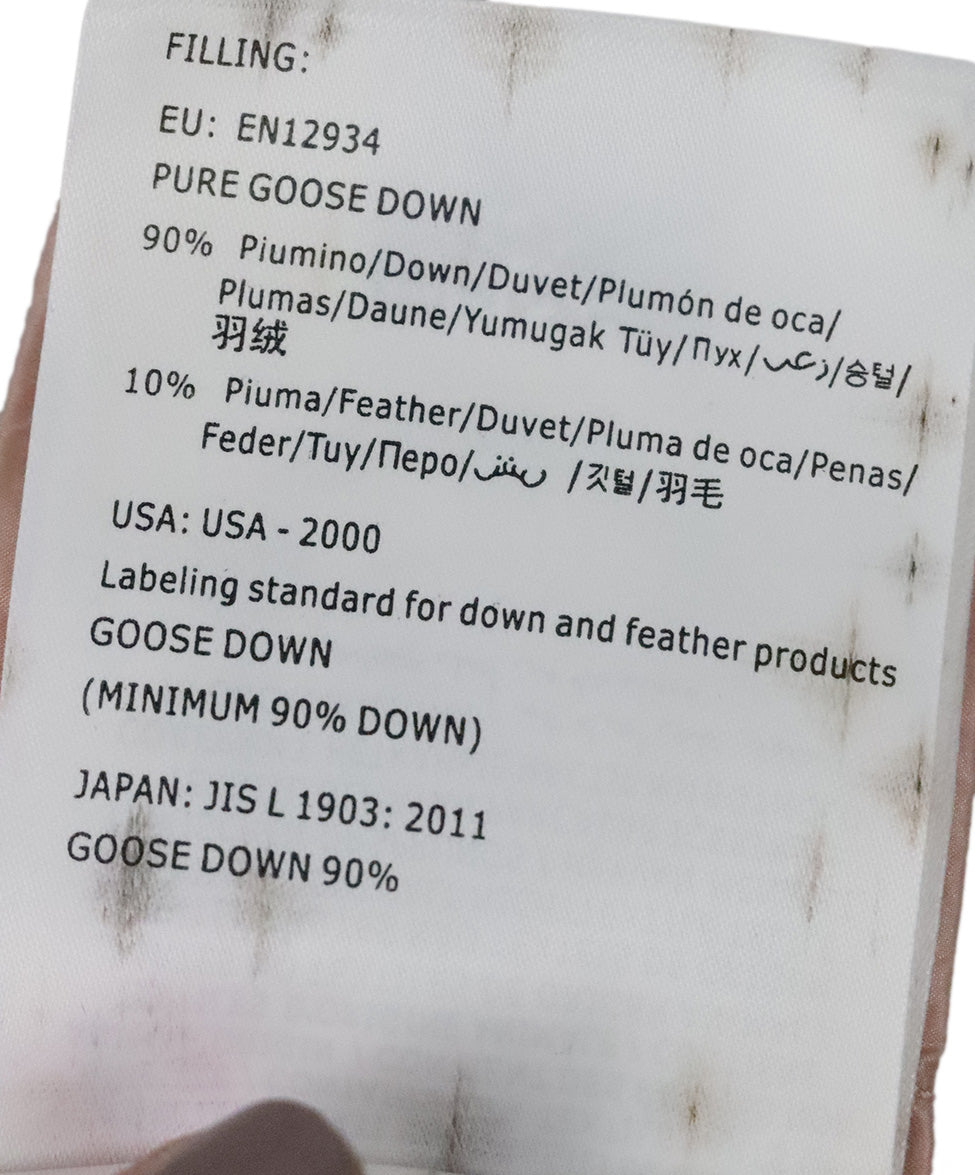 FILLING:
EU: EN12934
PURE GOOSE DOWN
90% Piumino/Down/Duvet/Plumón de oca/
Plumas/Daune/Yumugak Tüy/Пух/زغب/솜털/
羽绒
10% Piuma/Feather/Duvet/Pluma de oca/Penas/
Feder/Tuy/Перо/ریش /깃털/羽毛
USA: USA - 2000
Labeling standard for down and feather products
GOOSE DOWN
(MINIMUM 90% DOWN)
JAPAN: JIS L 1903: 2011
GOOSE DOWN 90%